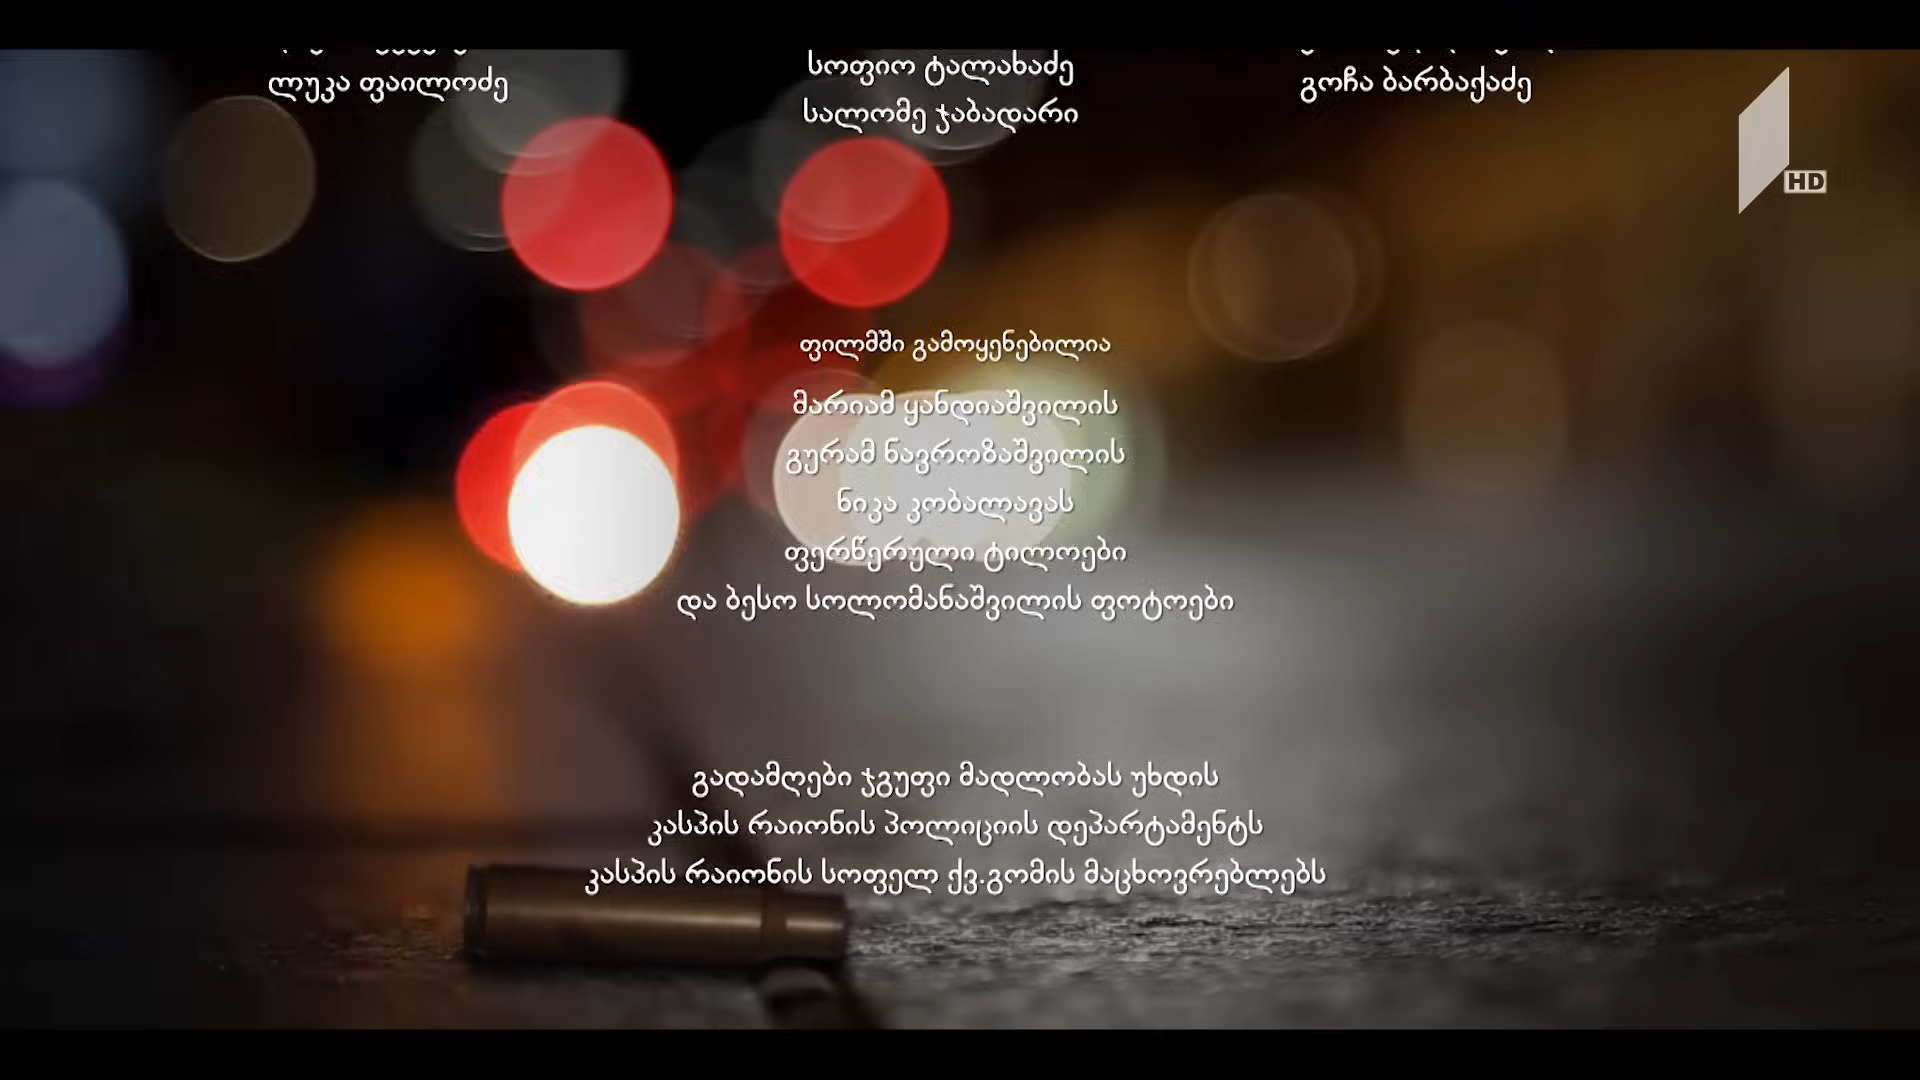 ლუკა ფაილოძე
სოფიო ტალახაძე
სალომე ჯაბადარი
გოჩა ბარბაქაძე
HD
ფილმში გამოყენებილია
მარიამ ყანდიაშვილის
გურამ ნავროზაშვილის
ნიკა კობალავას
ფერწერული ტილოები
და ბესო სოლომანაშვილის ფოტოები
გადამღები ჯგუფი მადლობას უხდის
კასპის რაიონის პოლიციის დეპარტამენტს
კასპის რაიონის სოფელ ქვ.გომის მაცხოვრებლებს